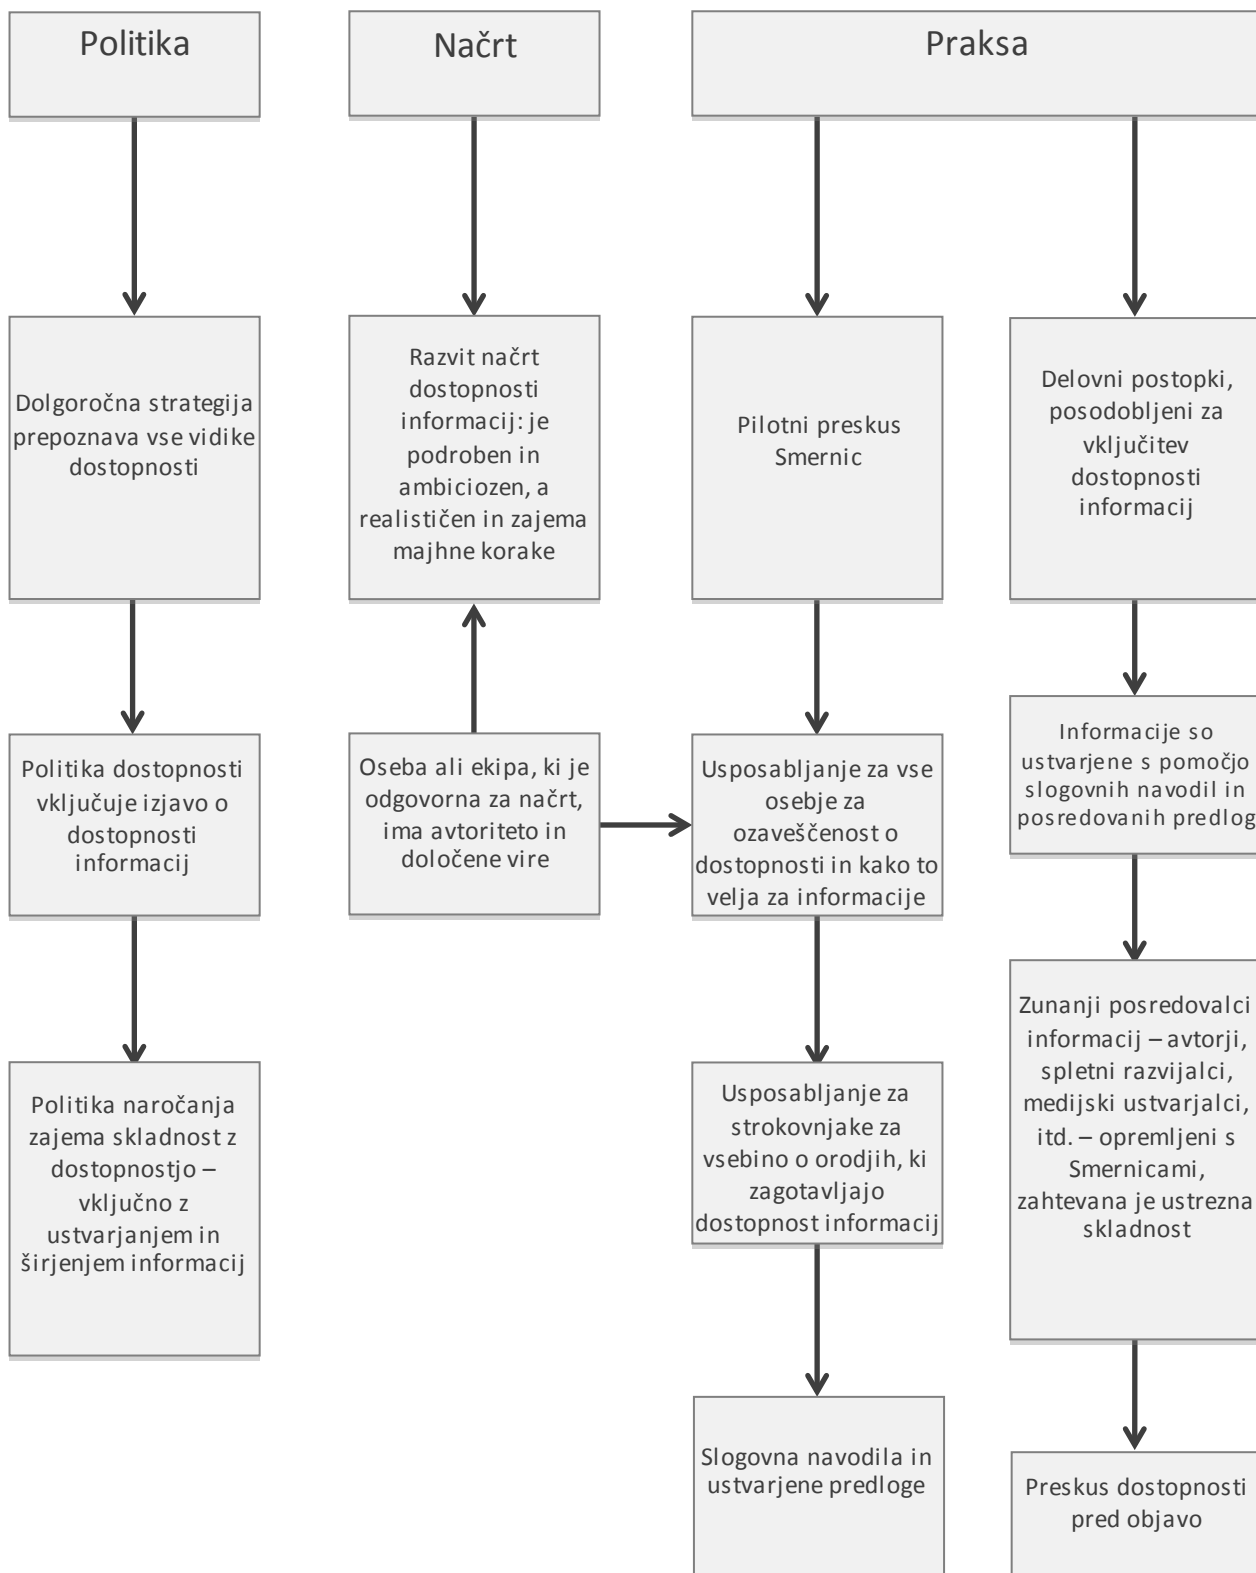 Politika
Načrt
Praksa
Dolgoročna strategija
prepoznava vse vidike
dostopnosti
Razvit načrt
dostopnosti
informacij: je
podroben in
ambiciozen, a
realističen in zajema
majhne korake
Pilotni preskus
Smernic
Delovni postopki,
posodobljeni za
vključitev
dostopnosti
informacij
Politika dostopnosti
vključuje izjavo o
dostopnosti
informacij
Oseba ali ekipa, ki je
odgovorna za načrt,
ima avtoriteto in
določene vire
Usposabljanje za vse
osebje za
ozaveščenost o
dostopnosti in kako to
velja za informacije
Informacije so
ustvarjene s pomočjo
slogovnih navodil in
posredovanih predlog
Politika naročanja
zajema skladnost z
dostopnostjo –
vključno z
ustvarjanjem in
širjenjem informacij
Usposabljanje za
strokovnjake za
vsebino o orodjih, ki
zagotavljajo
dostopnost informacij
Zunanji posredovalci
informacij – avtorji,
spletni razvijalci,
medijski ustvarjalci,
itd. – opremljeni s
Smernicami,
zahtevana je ustrezna
skladnost
Slogovna navodila in
ustvarjene predloge
Preskus dostopnosti
pred objavo